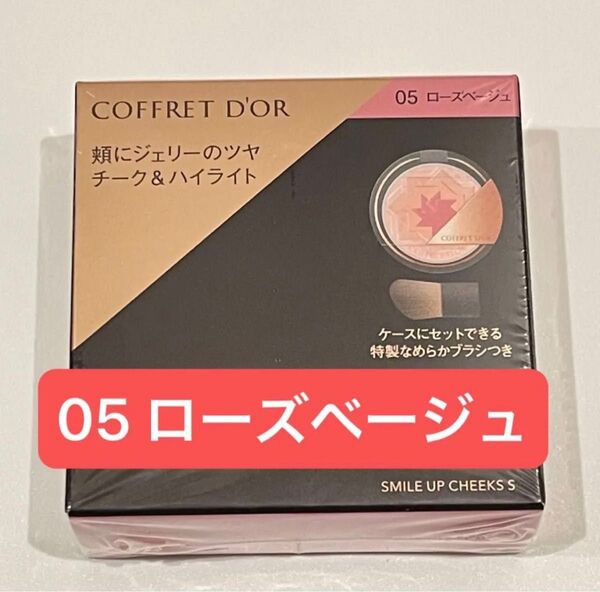 COFFRET D'OR
05 ローズベージュ
頬にジェリーのツヤ
チーク&ハイライト
COFFRET D'OR
ケースにセットできる
特製なめらかブラシつき
05 ローズベージュ
SMILE UP CHEEKS S